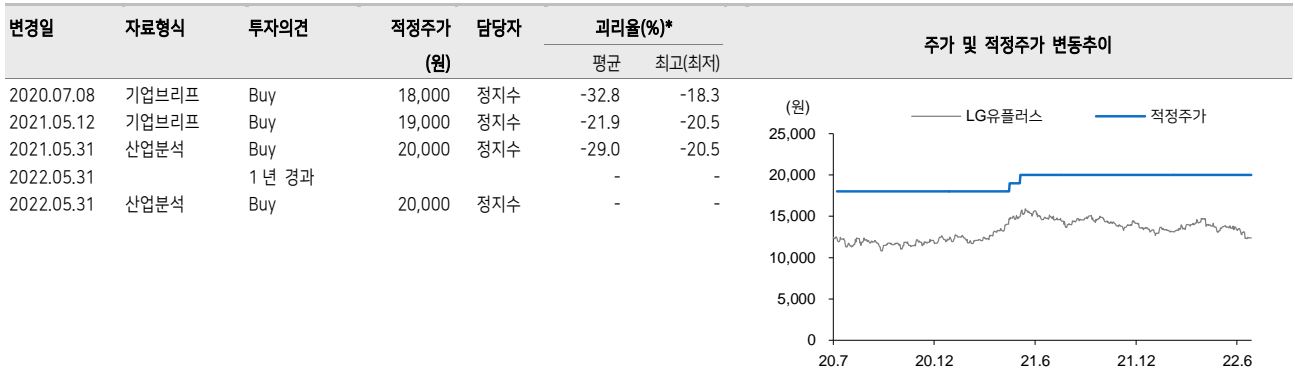 변경일 자료형식 투자의견 적정주가 담당자 괴리율(%)*
(원) 평균 최고(최저)
2020.07.08 기업브리프 Buy 18,000 정지수 -32.8 -18.3
2021.05.12 기업브리프 Buy 19,000 정지수 -21.9 -20.5
2021.05.31 산업분석 Buy 20,000 정지수 -29.0 -20.5
2022.05.31 1년 경과 - -
2022.05.31 산업분석 Buy 20,000 정지수 - -
주가 및 적정주가 변동추이
(원)
LG유플러스 적정주가
25,000
20,000
15,000
10,000
5,000
0
20.7 20.12 21.6 21.12 22.6